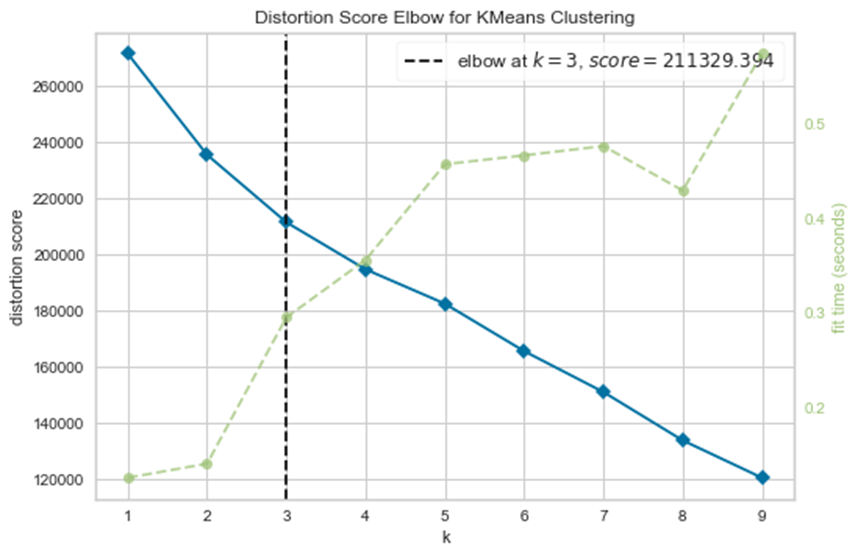 Distortion Score Elbow for KMeans Clustering
elbow at k = 3, score = 211329.394
distortion score
260000
240000
220000
200000
180000
160000
140000
120000
0.5
0.4
0.3
0.2
fit time (seconds)
1 2 3 4 5 6 7 8 9
k